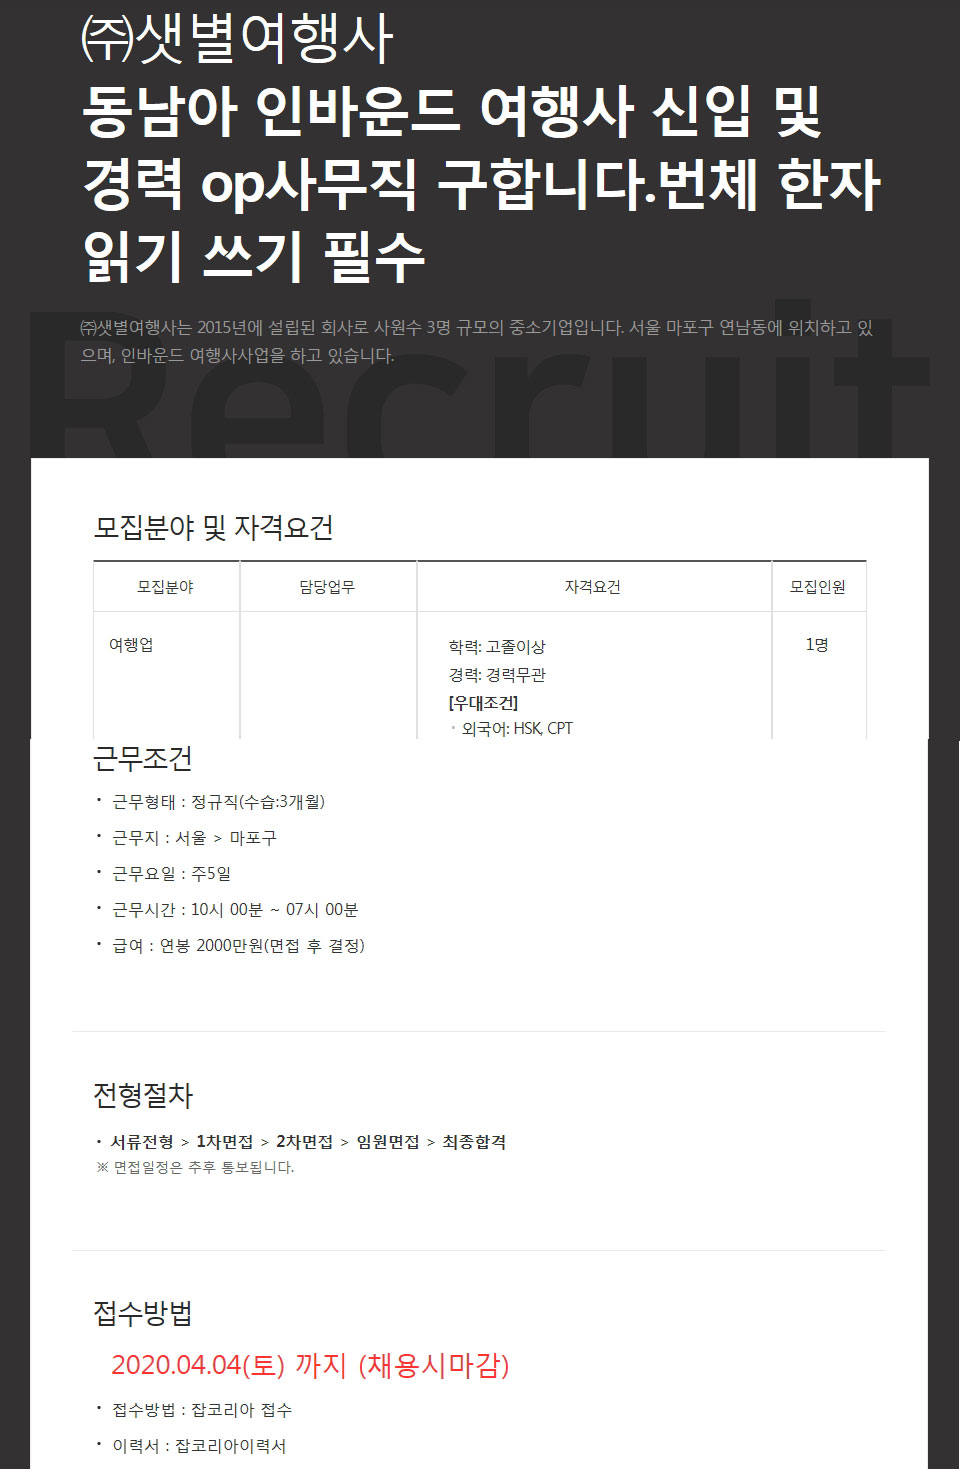 ㈜샛별여행사
동남아 인바운드 여행사 신입 및
경력 op사무직 구합니다.번체 한자
읽기 쓰기 필수
㈜샛별여행사는 2015년에 설립된 회사로 사원수 3명 규모의 중소기업입니다. 서울 마포구 연남동에 위치하고 있
으며, 인바운드 여행사사업을 하고 있습니다.
Recruit
모집분야 및 자격요건
모집분야 담당업무 자격요건 모집인원
여행업 학력: 고졸이상 1명
경력: 경력무관
[우대조건]
· 외국어: HSK, CPT
근무조건
· 근무형태 : 정규직(수습:3개월)
· 근무지 : 서울 > 마포구
· 근무요일 : 주5일
· 근무시간 : 10시 00분 ~ 07시 00분
· 급여 : 연봉 2000만원(면접 후 결정)
전형절차
· 서류전형 > 1차면접 > 2차면접 > 임원면접 > 최종합격
※ 면접일정은 추후 통보됩니다.
접수방법
2020.04.04(토) 까지 (채용시마감)
· 접수방법 : 잡코리아 접수
· 이력서 : 잡코리아이력서